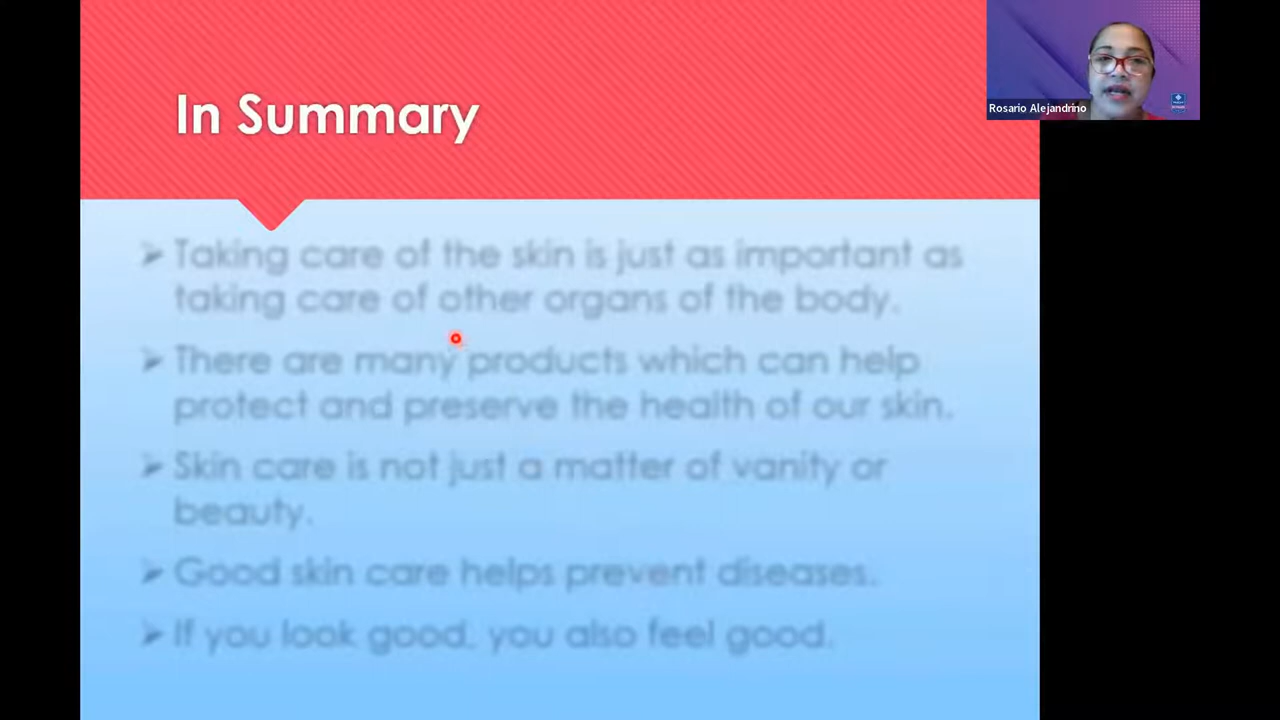 In Summary
Rosario Alejandrino
➢ Taking care of the skin is just as important as
taking care of other organs of the body.
➢ There are many products which can help
protect and preserve the health of our skin.
➢ Skin care is not just a matter of vanity or
beauty.
➢ Good skin care helps prevent diseases.
➢ If you look good, you also feel good.